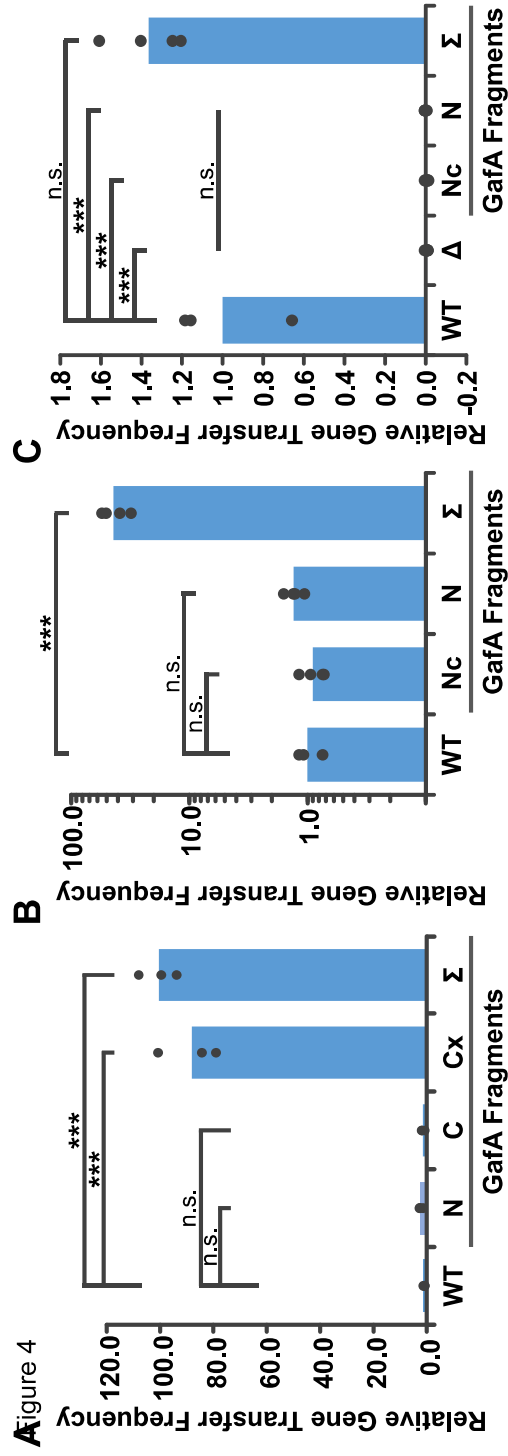 Figure 4
A
Relative Gene Transfer Frequency
120.0
100.0
80.0
60.0
40.0
20.0
0.0
***
***
n.s.
n.s.
WT N C Cx Σ
GafA Fragments
B
Relative Gene Transfer Frequency
100.0
10.0
1.0
***
n.s.
n.s.
WT Nc N Σ
GafA Fragments
C
Relative Gene Transfer Frequency
1.8
1.6
1.4
1.2
1.0
0.8
0.6
0.4
0.2
0.0
-0.2
n.s.
***
***
***
n.s.
WT Δ Nc N Σ
GafA Fragments